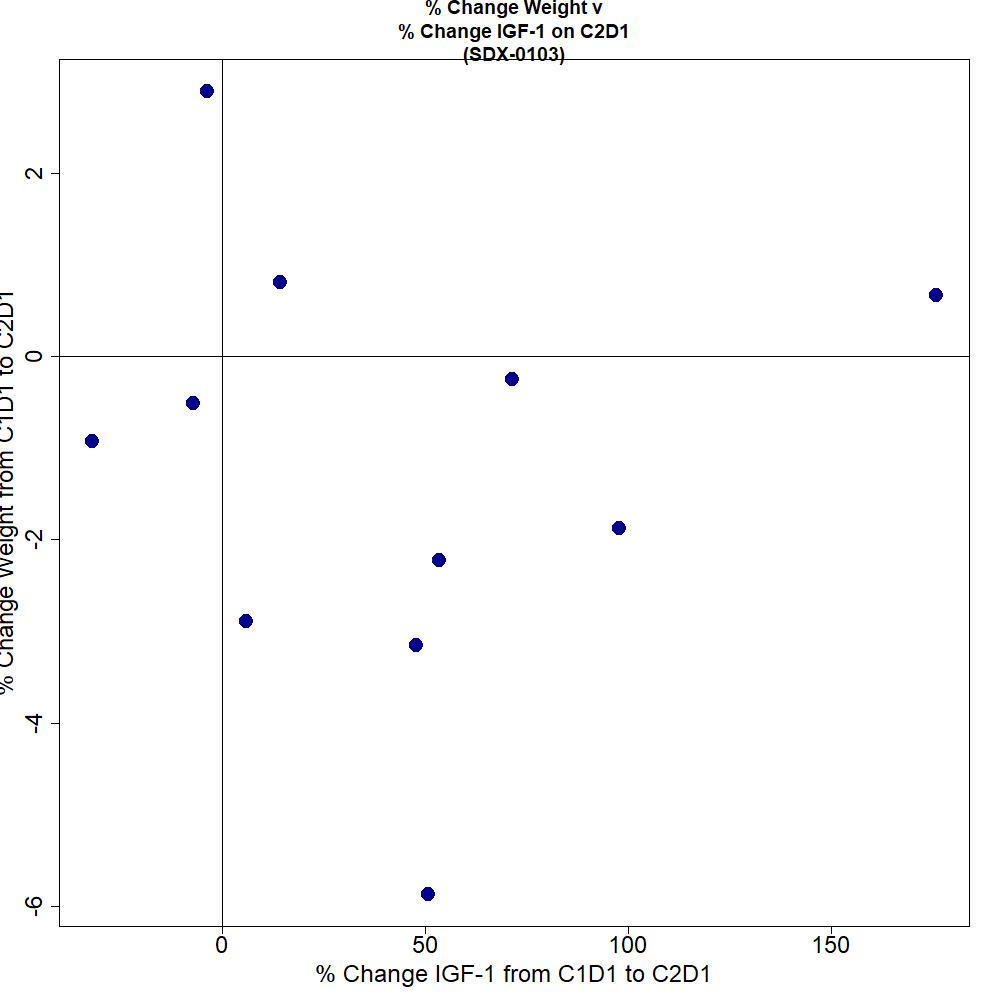 % Change Weight v
% Change IGF-1 on C2D1
(SDX-0103)
% Change Weight from C1D1 to C2D1
2
0
-2
-4
-6
0
50
100
150
% Change IGF-1 from C1D1 to C2D1